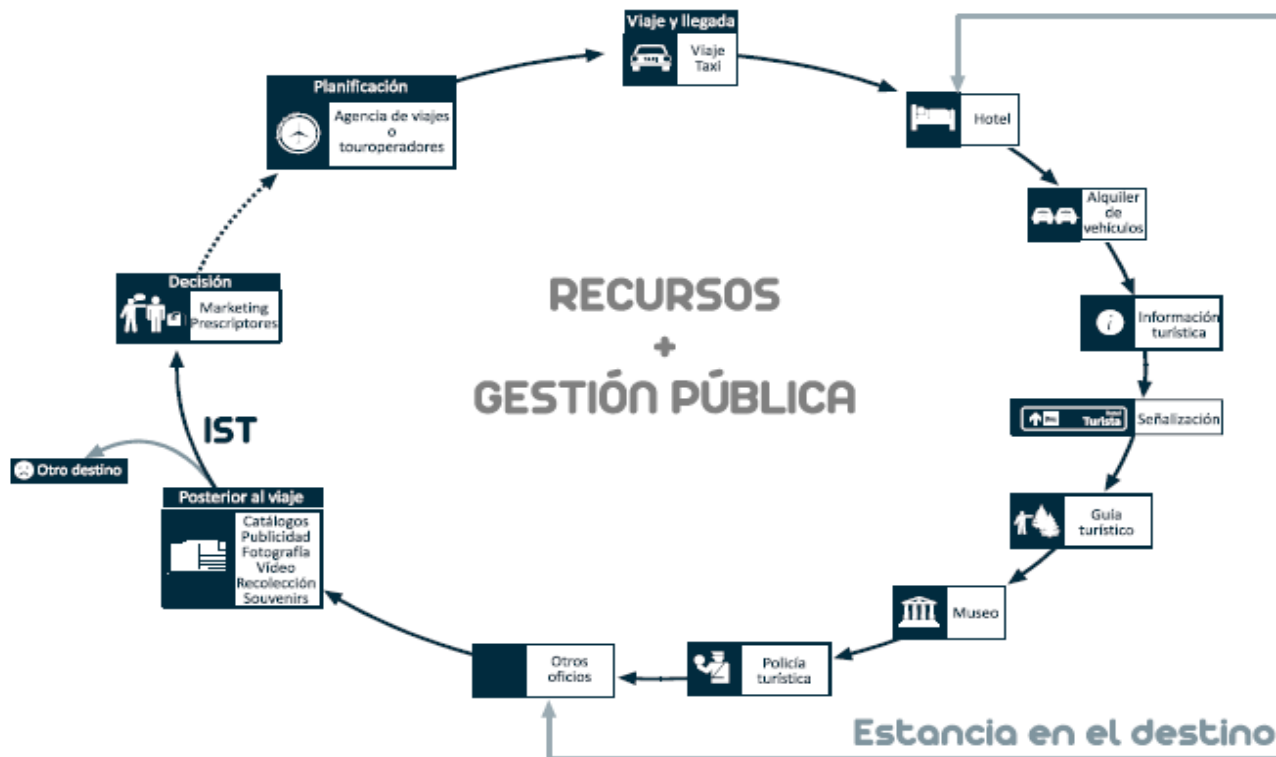 Viaje y llegada
Viaje
Taxi
Hotel
Alquiler
de
vehículos
Información
turística
Turista
Señalización
Guía
turístico
Museo
Policía
turística
Otros
oficios
Estancia en el destino
Posterior al viaje
Catálogos
Publicidad
Fotografía
Vídeo
Recolección
Souvenirs
Otro destino
IST
Decisión
Marketing
Prescriptores
Planificación
Agencia de viajes
o
touroperadores
RECURSOS
+
GESTIÓN PÚBLICA